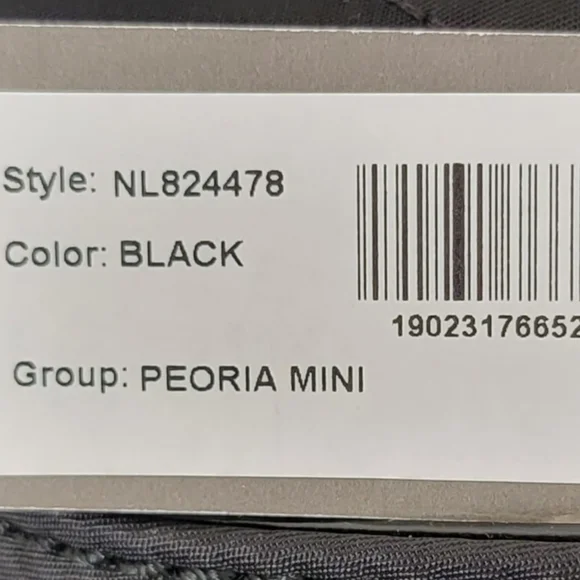 Style: NL824478
Color: BLACK
19023176652
Group: PEORIA MINI